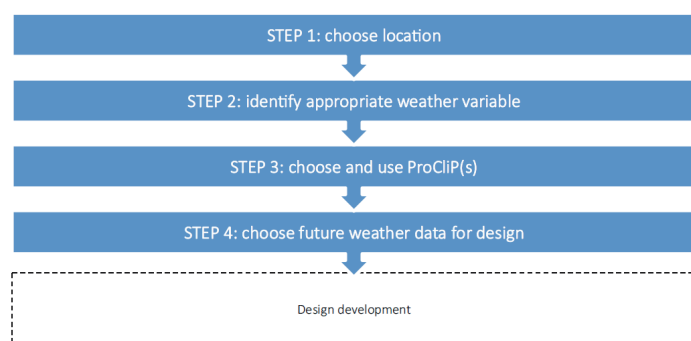 STEP 1: choose location
STEP 2: identify appropriate weather variable
STEP 3: choose and use ProCliP(s)
STEP 4: choose future weather data for design
Design development